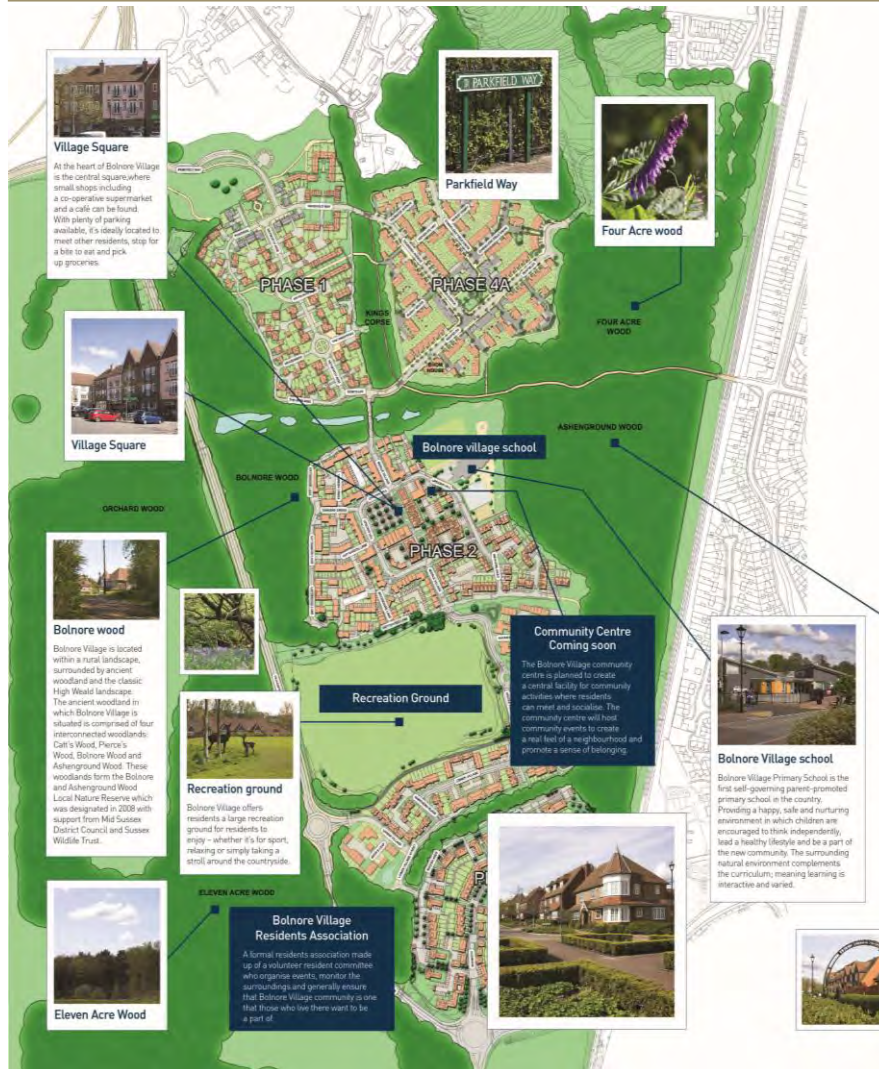 Village Square
At the heart of Bolnore Village
is the central square,where
small shops including
a co-operative supermarket
and a café can be found.
With plenty of parking
available, it's ideally located to
meet other residents, stop for
a bite to eat and pick
up groceries.
PARKFIELD WAY
Parkfield Way
Four Acre wood
PHASE 1
PHASE 4A
KINGS
COPSE
FOUR ACRE
WOOD
Village Square
Bolnore village school
ASHENGROUND WOOD
BOLNORE WOOD
ORCHARD WOOD
PHASE 2
Bolnore wood
Bolnore Village is located
within a rural landscape,
surrounded by ancient
woodland and the classic
High Weald landscape.
The ancient woodland in
which Bolnore Village is
situated is comprised of four
interconnected woodlands:
Catt's Wood, Pierce's
Wood, Bolnore Wood and
Ashenground Wood. These
woodlands form the Bolnore
and Ashenground Wood
Local Nature Reserve which
was designated in 2008 with
support from Mid Sussex
District Council and Sussex
Wildlife Trust.
Recreation Ground
Recreation ground
Bolnore Village offers
residents a large recreation
ground for residents to
enjoy – whether it's for sport,
relaxing or simply taking a
stroll around the countryside.
Community Centre
Coming soon
The Bolnore Village community
centre is planned to create
a central facility for community
activities where residents
can meet and socialise. The
community centre will host
community events to create
a real feel of a neighbourhood and
promote a sense of belonging.
Bolnore Village school
Bolnore Village Primary School is the
first self-governing parent-promoted
primary school in the country.
Providing a happy, safe and nurturing
environment in which children are
encouraged to think independently,
lead a healthy lifestyle and be a part of
the new community. The surrounding
natural environment complements
the curriculum; meaning learning is
interactive and varied.
ELEVEN ACRE WOOD
Eleven Acre Wood
Bolnore Village
Residents Association
A formal residents association made
up of a volunteer resident committee
who organise events, monitor the
surroundings and generally ensure
that Bolnore Village community is one
that those who live there want to be
a part of.